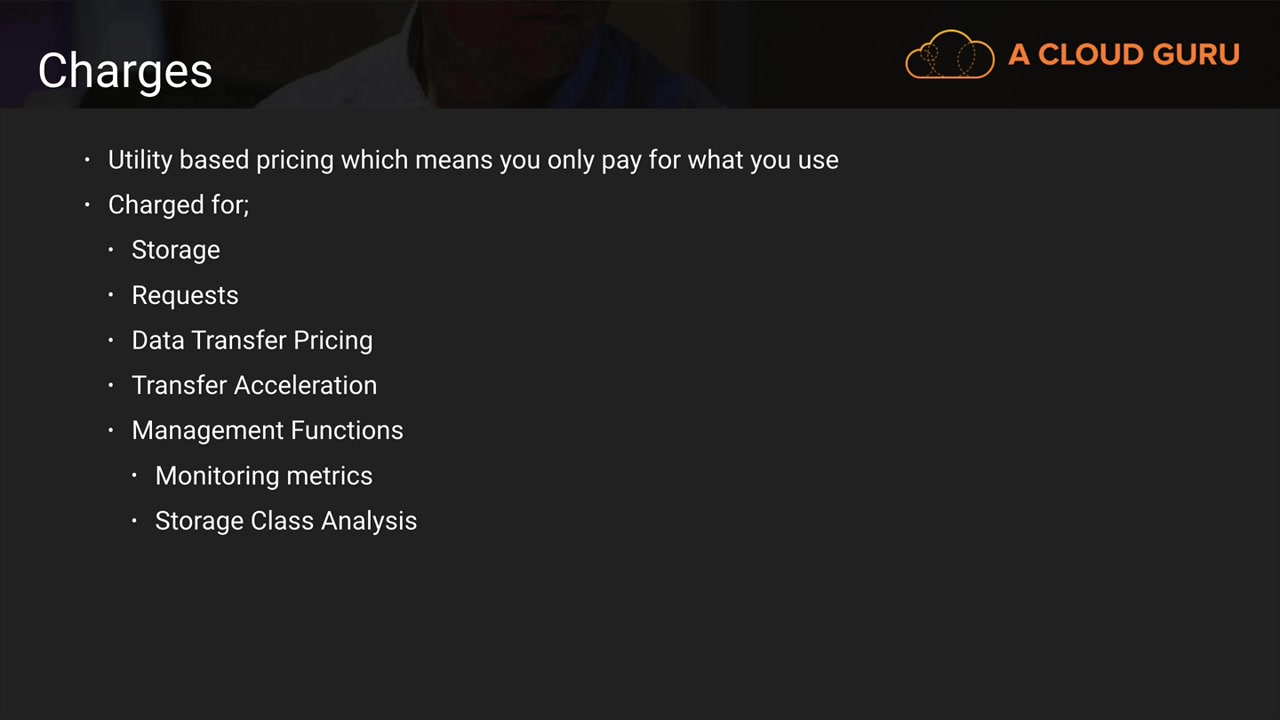 Charges
A CLOUD GURU
· Utility based pricing which means you only pay for what you use
· Charged for;
· Storage
· Requests
· Data Transfer Pricing
· Transfer Acceleration
· Management Functions
· Monitoring metrics
· Storage Class Analysis